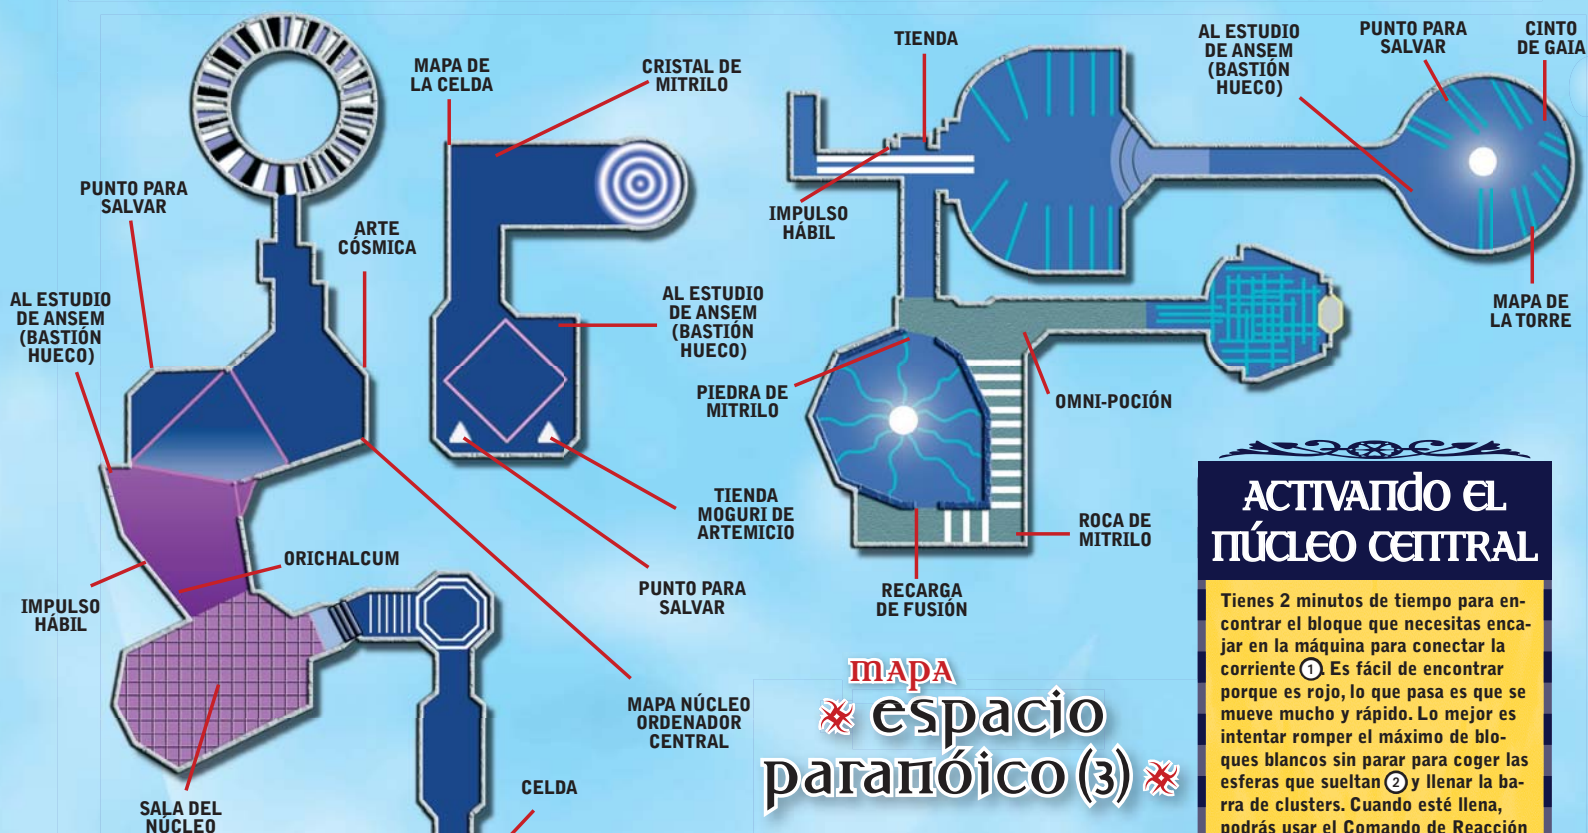 MAPA DE
LA CELDA
CRISTAL DE
MITRILO
PUNTO PARA
SALVAR
ARTE
CÓSMICA
AL ESTUDIO
DE ANSEM
(BASTIÓN
HUECO)
AL ESTUDIO
DE ANSEM
(BASTIÓN
HUECO)
TIENDA
MOGURI DE
ARTEMICIO
PUNTO PARA
SALVAR
ORICHALCUM
IMPULSO
HÁBIL
MAPA NÚCLEO
ORDENADOR
CENTRAL
SALA DEL
NÚCLEO
CELDA
TIENDA
IMPULSO
HÁBIL
AL ESTUDIO
DE ANSEM
(BASTIÓN
HUECO)
PUNTO PARA
SALVAR
CINTO
DE GAIA
MAPA DE
LA TORRE
PIEDRA DE
MITRILO
OMNI-POCIÓN
ROCA DE
MITRILO
RECARGA
DE FUSIÓN
mapa
espacio
paranóico (3)
ACTIVANDO EL
NÚCLEO CENTRAL
Tienes 2 minutos de tiempo para en-
contrar el bloque que necesitas enca-
jar en la máquina para conectar la
corriente ①. Es fácil de encontrar
porque es rojo, lo que pasa es que se
mueve mucho y rápido. Lo mejor es
intentar romper el máximo de blo-
ques blancos sin parar para coger las
esferas que sueltan ② y llenar la ba-
rra de clusters. Cuando esté llena,
podrás usar el Comando de Reacción